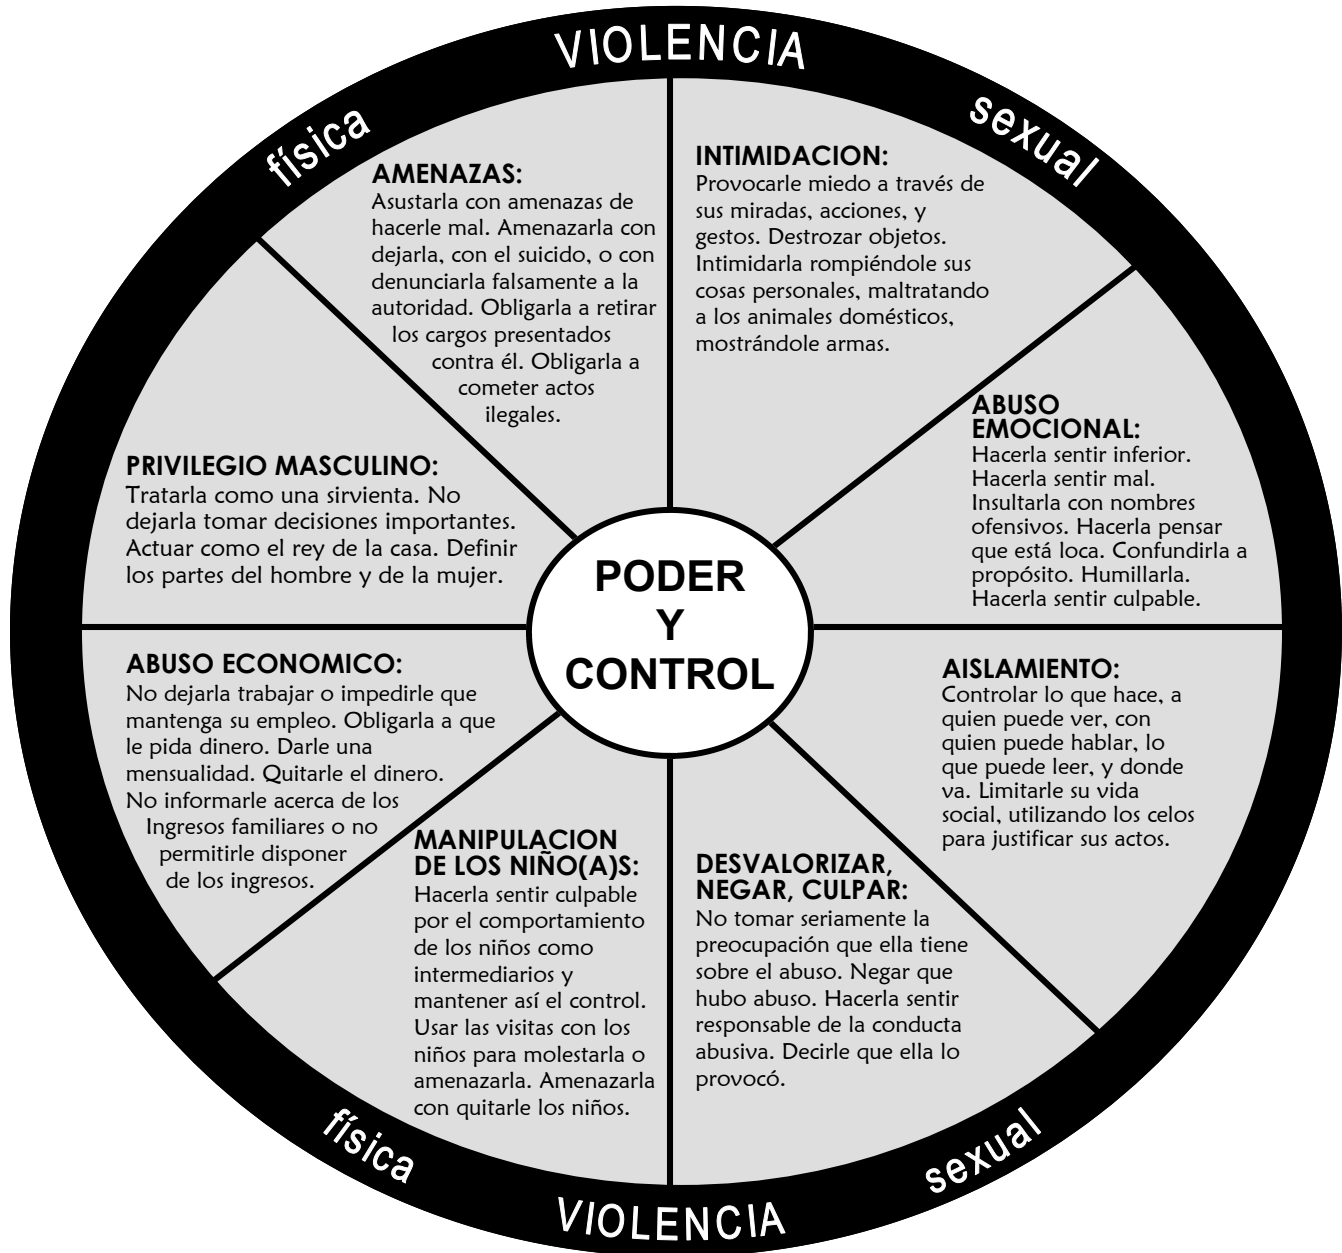 VIOLENCIA
física
sexual
AMENAZAS:
Asustarla con amenazas de
hacerle mal. Amenazarla con
dejarla, con el suicido, o con
denunciarla falsamente a la
autoridad. Obligarla a retirar
los cargos presentados
contra él. Obligarla a
cometer actos
ilegales.
INTIMIDACION:
Provocarle miedo a través de
sus miradas, acciones, y
gestos. Destrozar objetos.
Intimidarla rompiéndole sus
cosas personales, maltratando
a los animales domésticos,
mostrándole armas.
ABUSO
EMOCIONAL:
Hacerla sentir inferior.
Hacerla sentir mal.
Insultarla con nombres
ofensivos. Hacerla pensar
que está loca. Confundirla a
propósito. Humillarla.
Hacerla sentir culpable.
PRIVILEGIO MASCULINO:
Tratarla como una sirvienta. No
dejarla tomar decisiones importantes.
Actuar como el rey de la casa. Definir
los partes del hombre y de la mujer.
PODER
Y
CONTROL
ABUSO ECONOMICO:
No dejarla trabajar o impedirle que
mantenga su empleo. Obligarla a que
le pida dinero. Darle una
mensualidad. Quitarle el dinero.
No informarle acerca de los
Ingresos familiares o no
permitirle disponer
de los ingresos.
AISLAMIENTO:
Controlar lo que hace, a
quien puede ver, con
quien puede hablar, lo
que puede leer, y donde
va. Limitarle su vida
social, utilizando los celos
para justificar sus actos.
MANIPULACION
DE LOS NIÑO(A)S:
Hacerla sentir culpable
por el comportamiento
de los niños como
intermediarios y
mantener así el control.
Usar las visitas con los
niños para molestarla o
amenazarla. Amenazarla
con quitarle los niños.
DESVALORIZAR,
NEGAR, CULPAR:
No tomar seriamente la
preocupación que ella tiene
sobre el abuso. Negar que
hubo abuso. Hacerla sentir
responsable de la conducta
abusiva. Decirle que ella lo
provocó.
física
sexual
VIOLENCIA